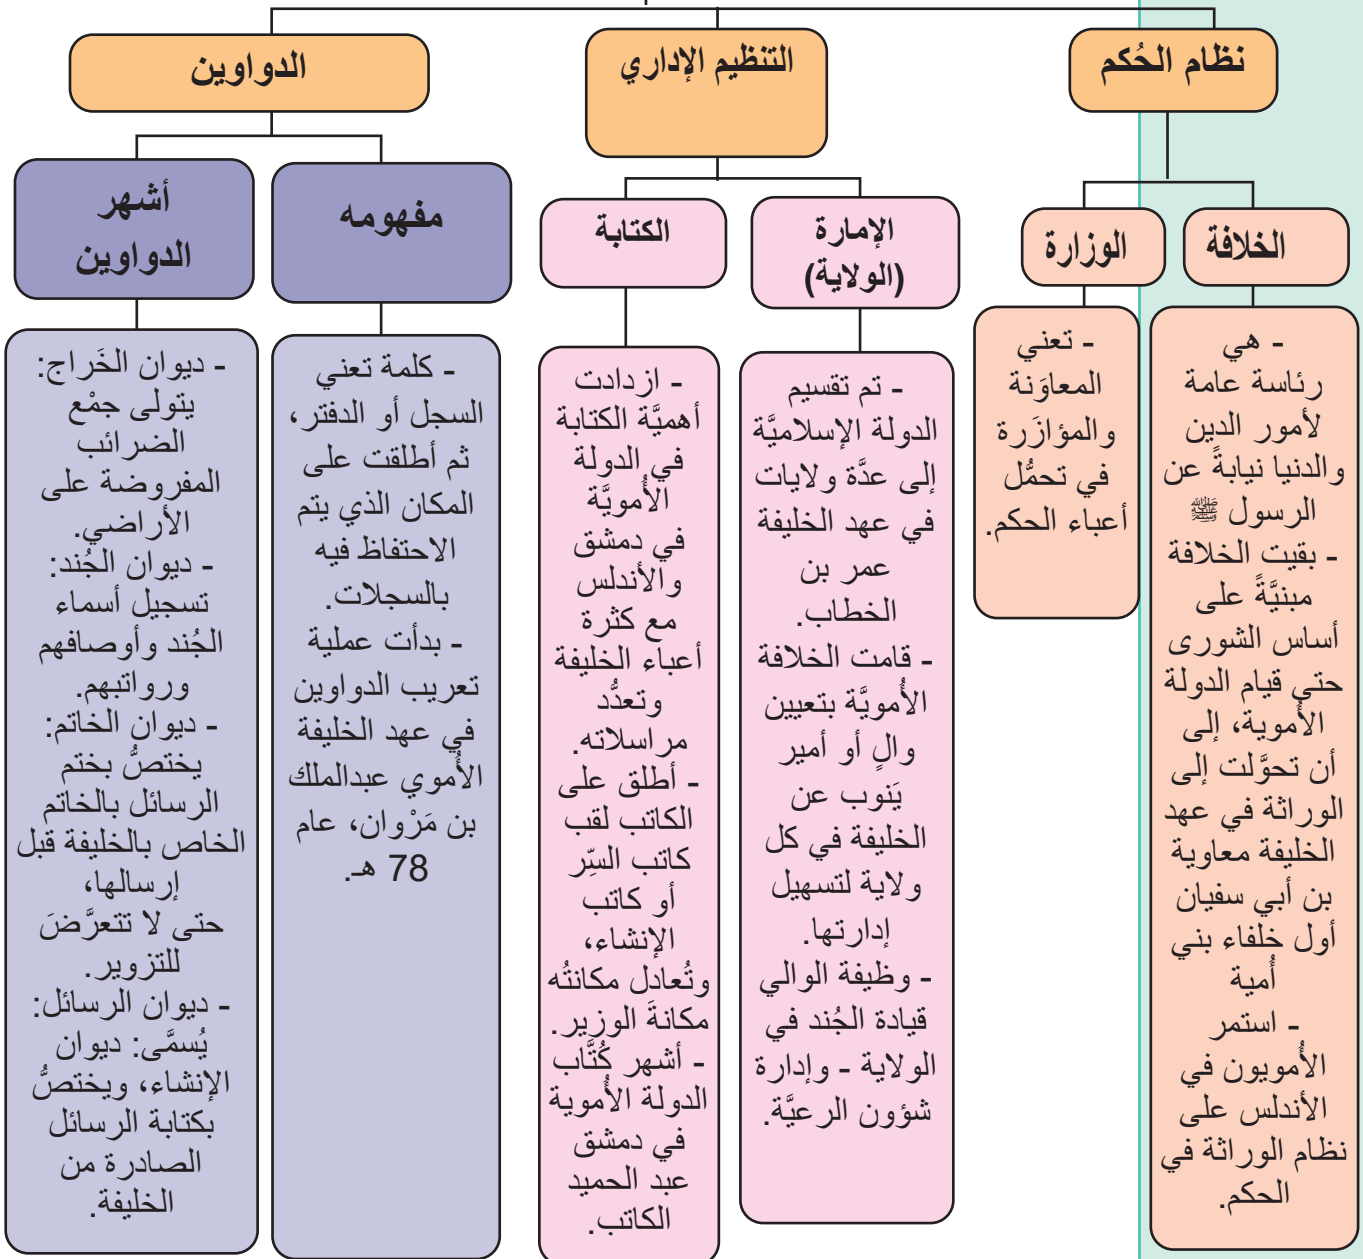 نظام الحُكم
الخلافة
- هي
رئاسة عامة
لأمور الدين
والدنيا نيابةً عن
الرسول ﷺ
- بقيت الخلافة
مبنيَّةً على
أساس الشورى
حتى قيام الدولة
الأموية، إلى
أن تحوَّلت إلى
الوراثة في عهد
الخليفة معاوية
بن أبي سفيان
أول خلفاء بني
أُمية
- استمر
الأُمويون في
الأندلس على
نظام الوراثة في
الحكم.
الوزارة
- تعني
المعاوَنة
والمؤازَرة
في تحمُّل
أعباء الحكم.
التنظيم الإداري
الإمارة
(الولاية)
- تم تقسيم
الدولة الإسلاميَّة
إلى عدَّة ولايات
في عهد الخليفة
عمر بن
الخطاب.
- قامت الخلافة
الأُمويَّة بتعيين
والٍ أو أمير
يَنوب عن
الخليفة في كل
ولاية لتسهيل
إدارتها.
- وظيفة الوالي
قيادة الجُند في
الولاية - وإدارة
شؤون الرعيَّة.
الكتابة
- ازدادت
أهميَّة الكتابة
في الدولة
الأُمويَّة
في دمشق
والأندلس
مع كثرة
أعباء الخليفة
وتعدُّد
مراسلاته.
- أطلق على
الكاتب لقب
كاتب السِّر
أو كاتب
الإنشاء،
وتُعادل مكانتُه
مكانةَ الوزير.
- أشهر كُتَّاب
الدولة الأُموية
في دمشق
عبد الحميد
الكاتب.
الدواوين
مفهومه
- كلمة تعني
السجل أو الدفتر،
ثم أطلقت على
المكان الذي يتم
الاحتفاظ فيه
بالسجلات.
- بدأت عملية
تعريب الدواوين
في عهد الخليفة
الأُموي عبدالملك
بن مَرْوان، عام
78 هـ.
أشهر
الدواوين
- ديوان الخَراج:
يتولى جمْع
الضرائب
المفروضة على
الأراضي.
- ديوان الجُند:
تسجيل أسماء
الجُند وأوصافهم
ورواتبهم.
- ديوان الخاتم:
يختصُّ بختم
الرسائل بالخاتم
الخاص بالخليفة قبل
إرسالها،
حتى لا تتعرَّضَ
للتزوير.
- ديوان الرسائل:
يُسمَّى: ديوان
الإنشاء، ويختصُّ
بكتابة الرسائل
الصادرة من
الخليفة.